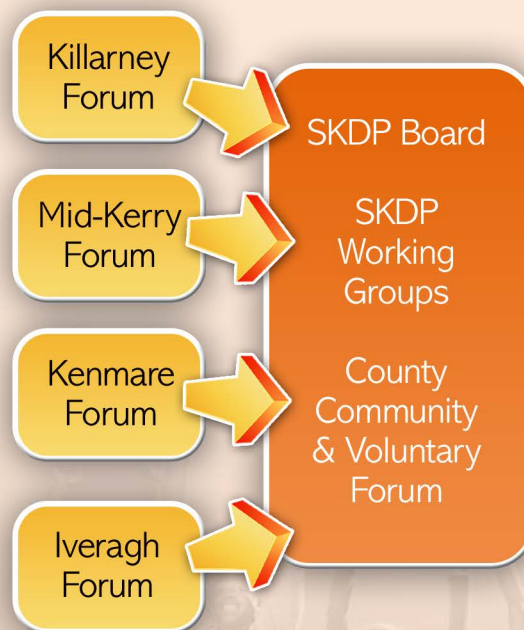 Killarney
Forum
Mid-Kerry
Forum
Kenmare
Forum
Iveragh
Forum
SKDP Board
SKDP
Working
Groups
County
Community
& Voluntary
Forum